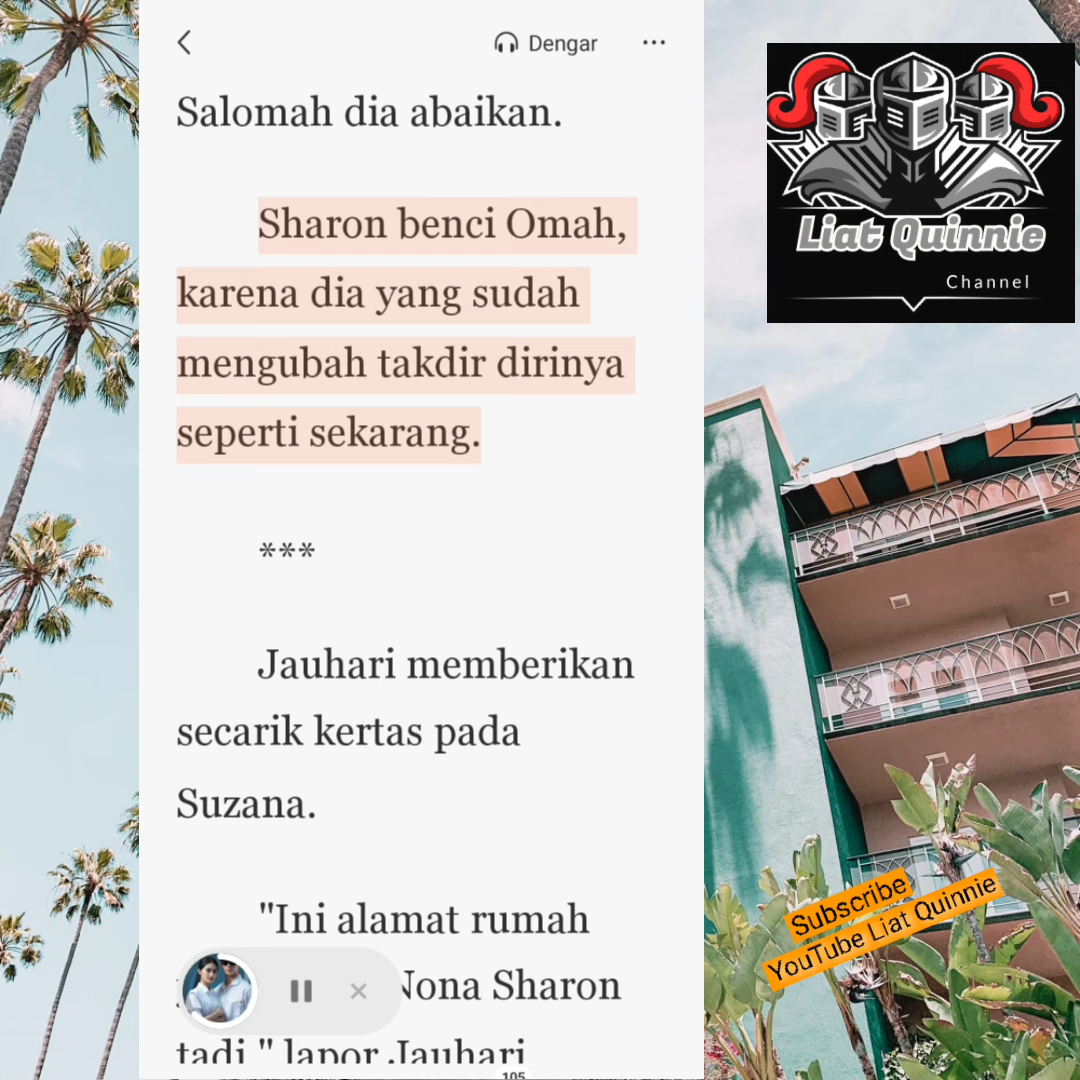 Dengar
Salomah dia abaikan.
Sharon benci Omah,
karena dia yang sudah
mengubah takdir dirinya
seperti sekarang.
***
Jauhari memberikan
secarik kertas pada
Suzana.
"Ini alamat rumah
Nona Sharon
tadi," lapor Jauhari
105
Liat Quinnie
Channel
Subscribe
YouTube Liat Quinnie